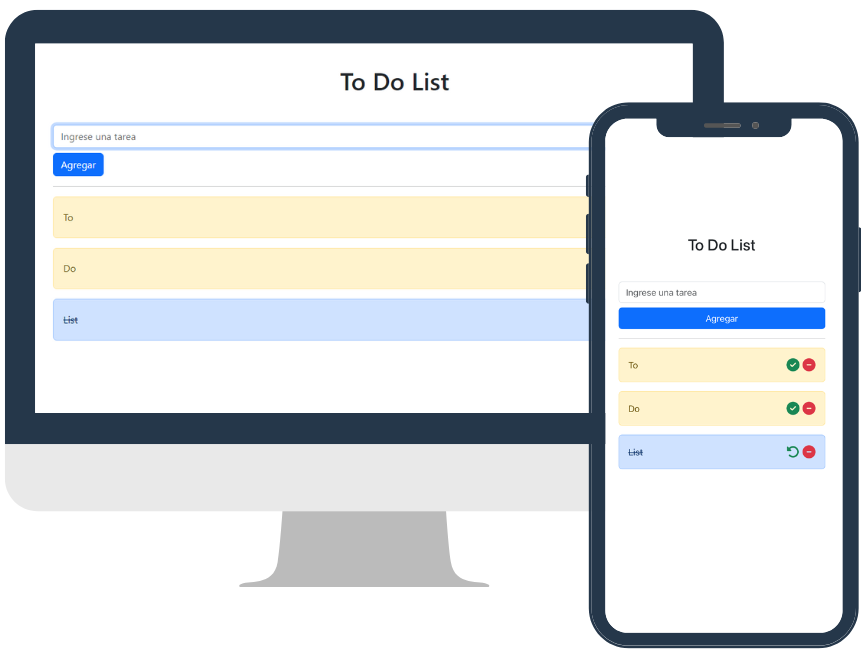 To Do List
Ingrese una tarea
Agregar
To
Do
List
To Do List
Ingrese una tarea
Agregar
To
Do
List